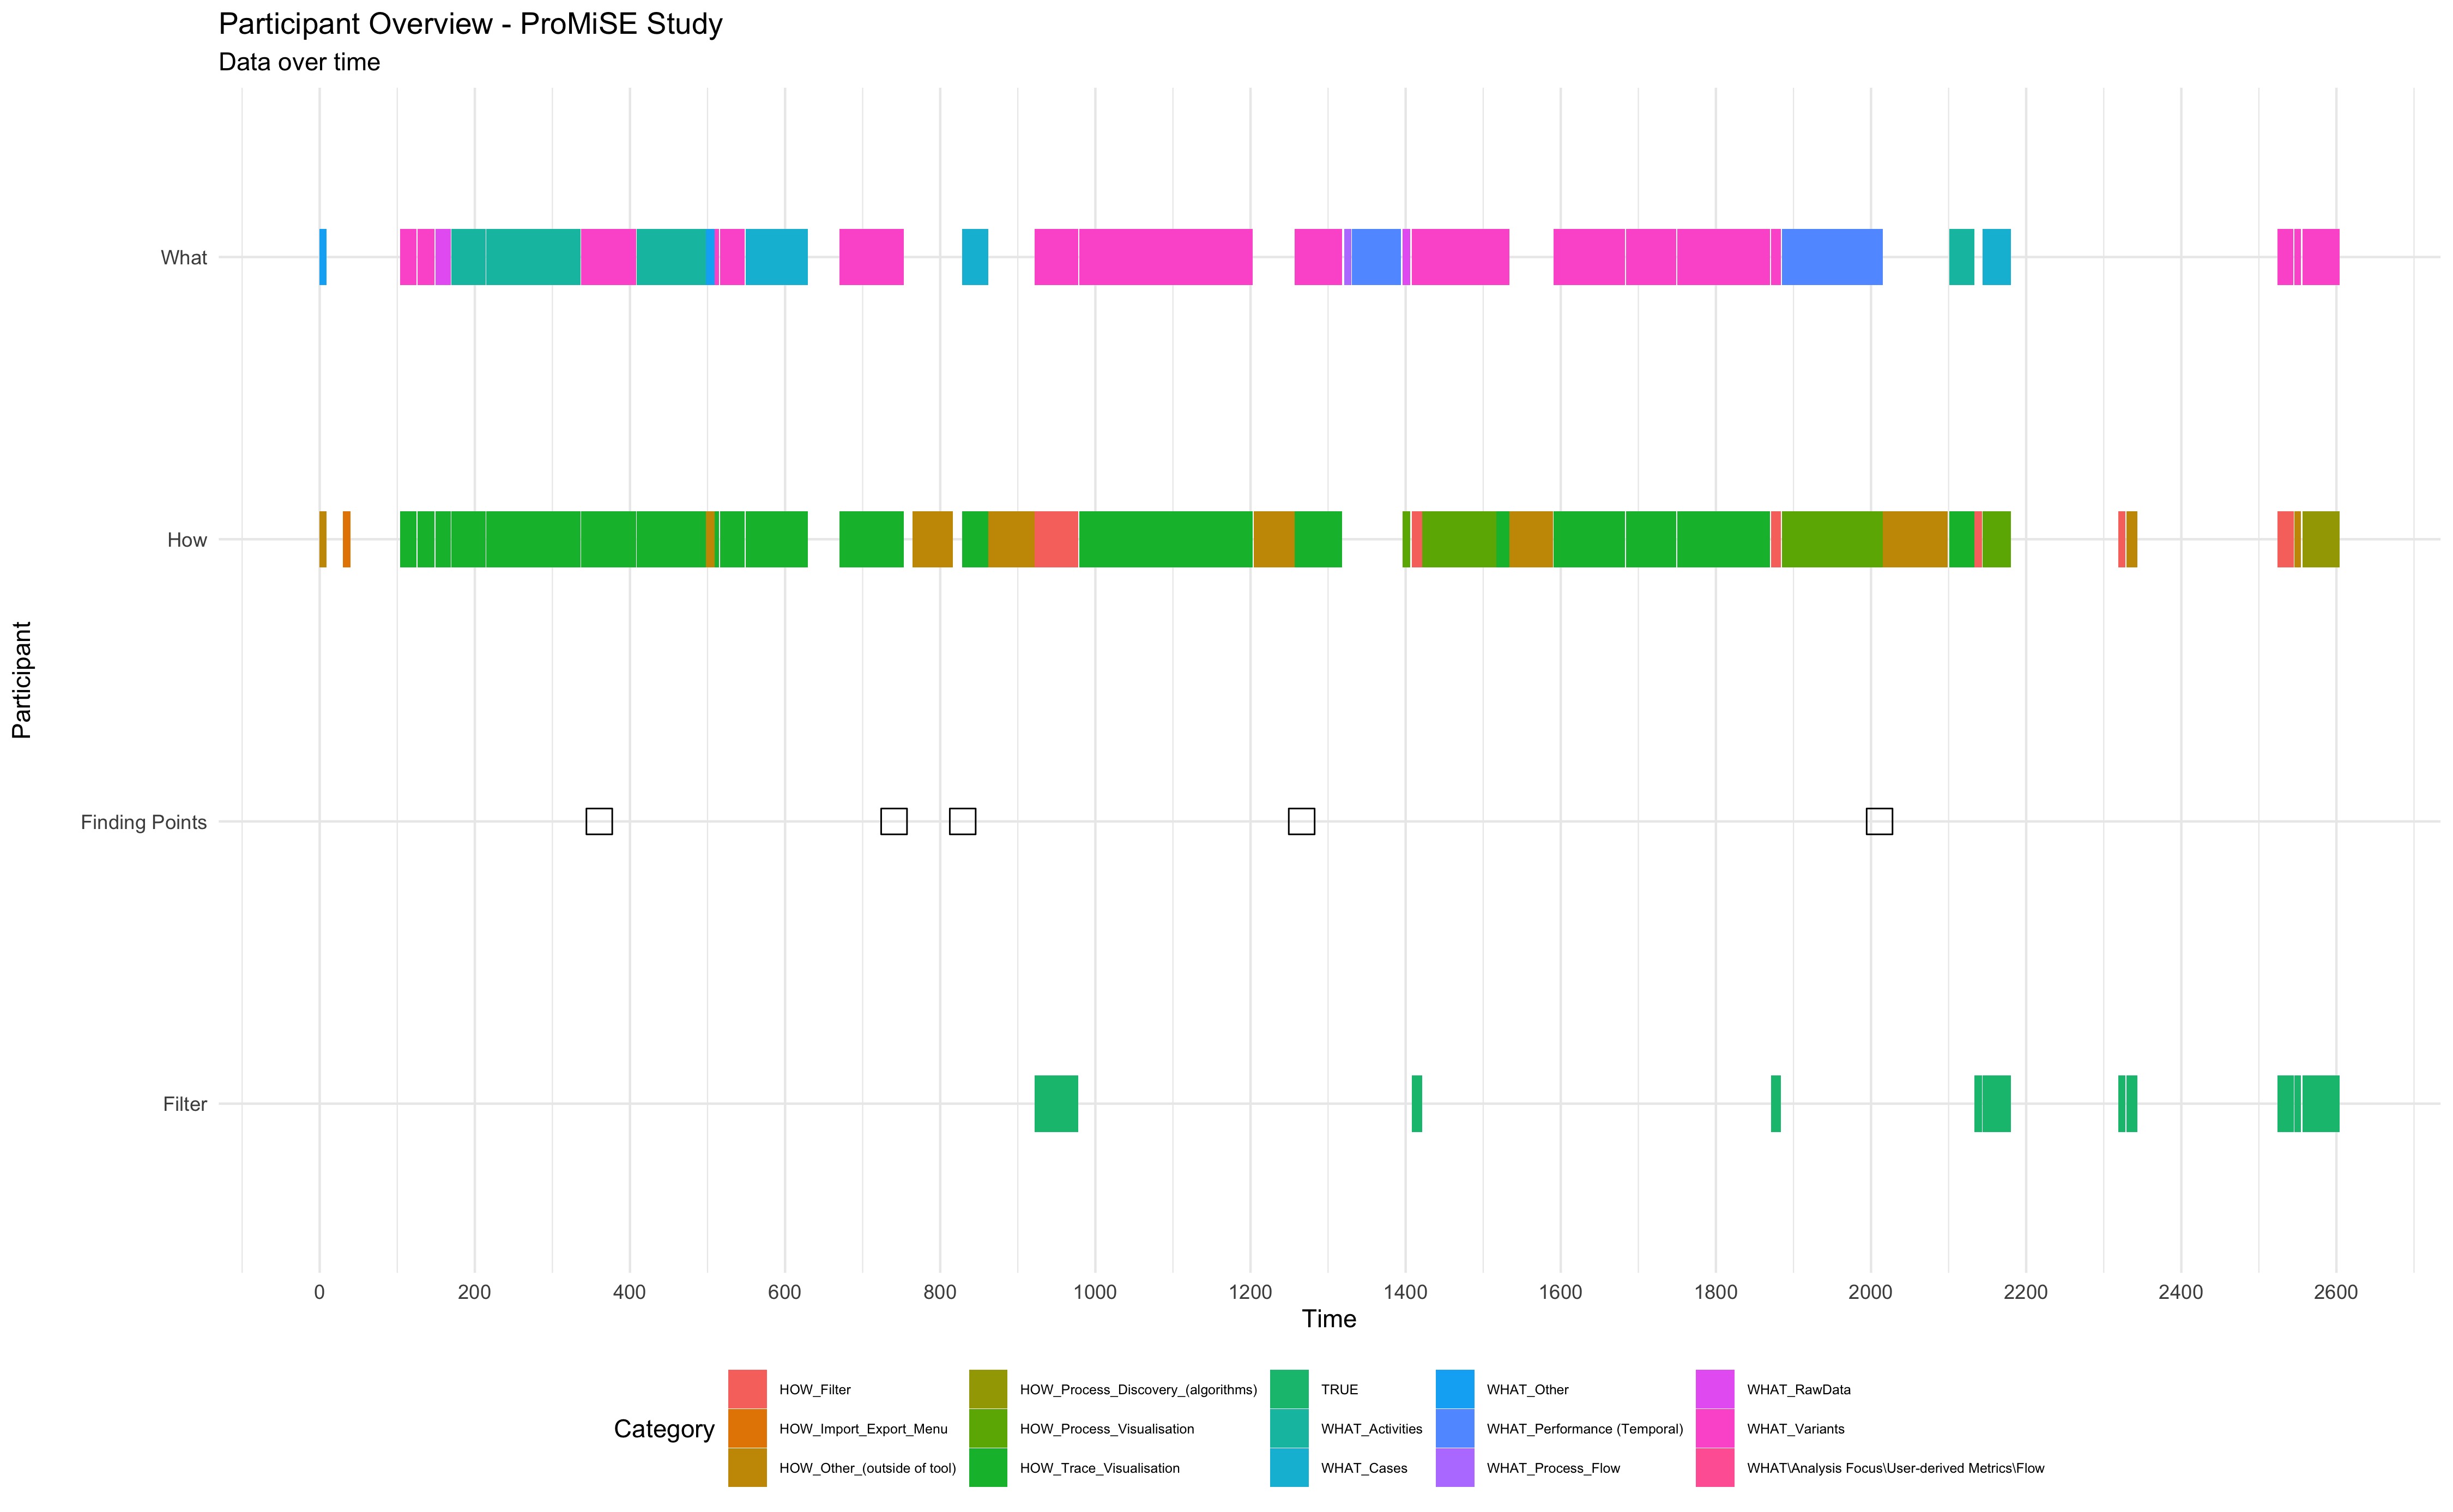 Participant Overview - ProMiSE Study
Data over time
Participant
What
How
Finding Points
Filter
0 200 400 600 800 1000 1200 1400 1600 1800 2000 2200 2400 2600
Time
Category
HOW_Filter
HOW_Import_Export_Menu
HOW_Other_(outside of tool)
HOW_Process_Discovery_(algorithms)
HOW_Process_Visualisation
HOW_Trace_Visualisation
TRUE
WHAT_Activities
WHAT_Cases
WHAT_Other
WHAT_Performance (Temporal)
WHAT_Process_Flow
WHAT_RawData
WHAT_Variants
WHAT\Analysis Focus\User-derived Metrics\Flow